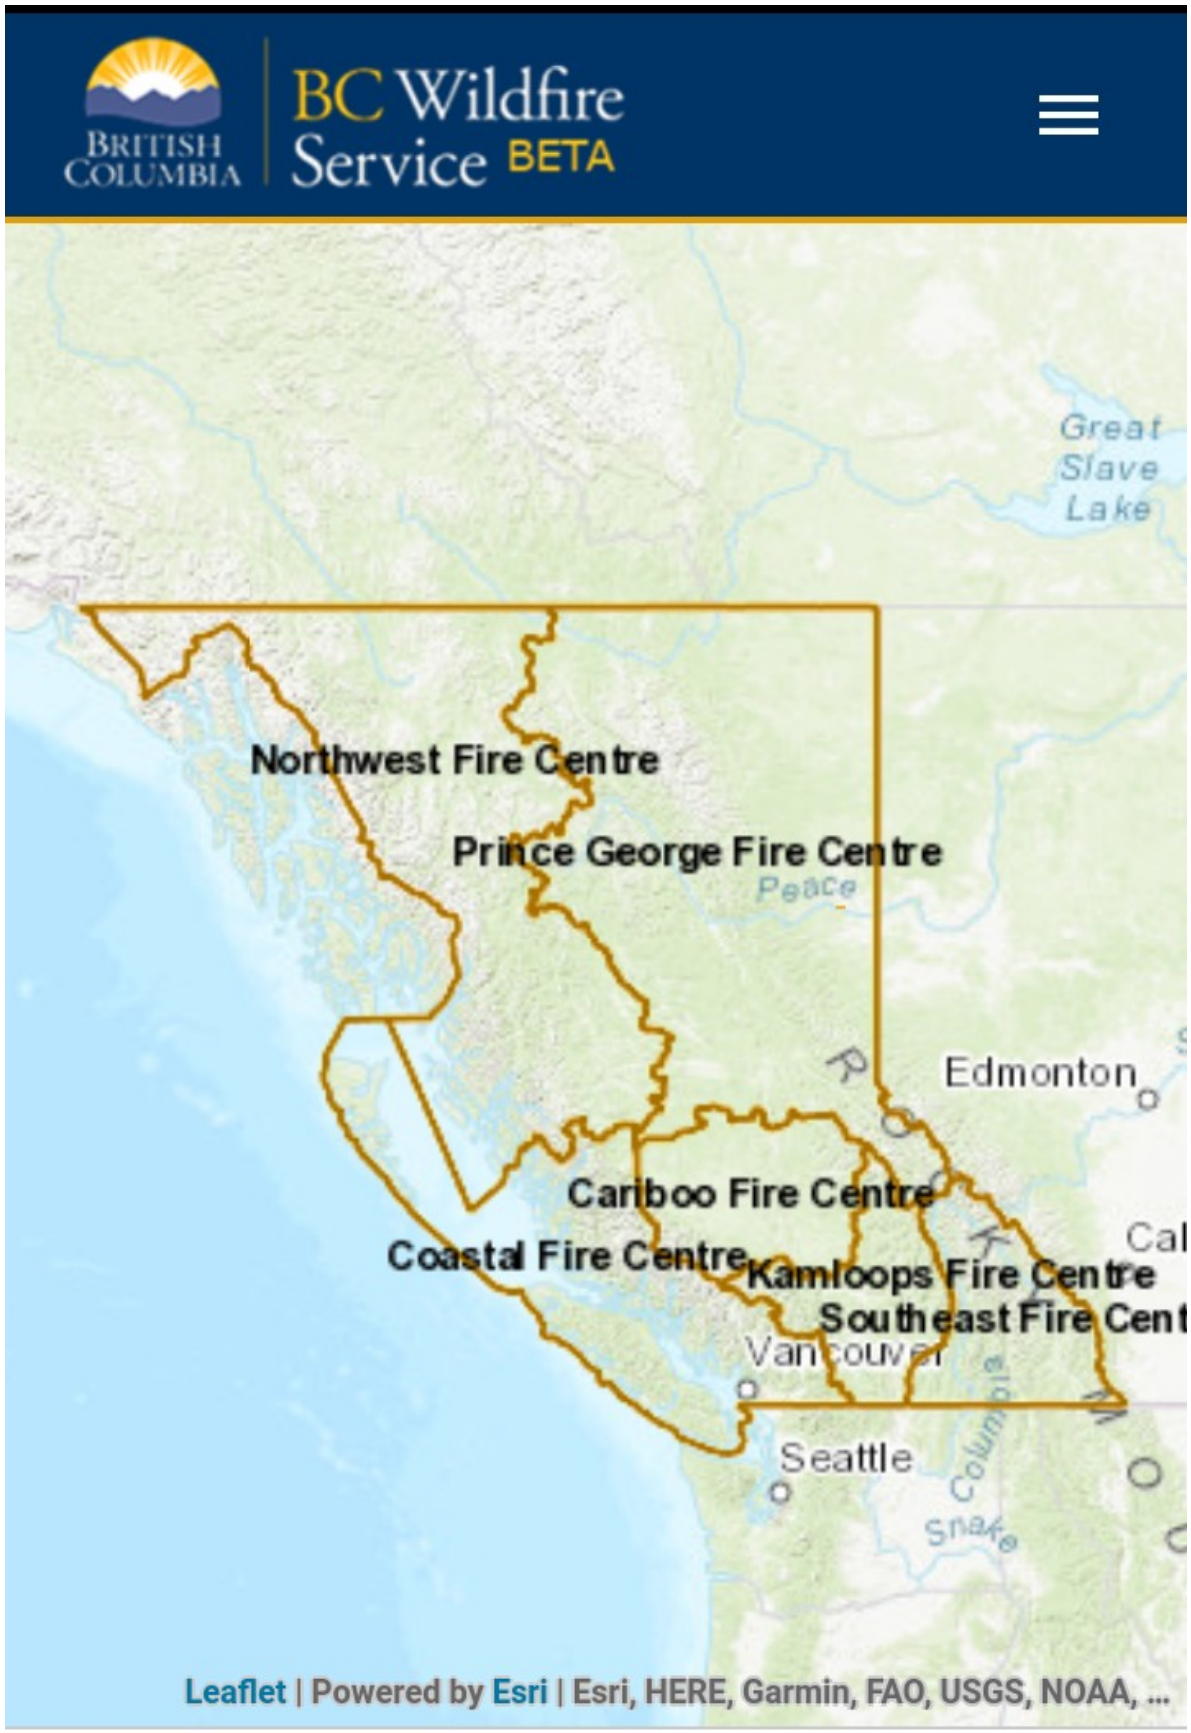 BRITISH
COLUMBIA
BC Wildfire
Service BETA
Great
Slave
Lake
Northwest Fire Centre
Prince George Fire Centre
Peace
Edmonton
R O C K Y
Cariboo Fire Centre
Cal
Coastal Fire Centre
Kamloops Fire Centre
Southeast Fire Cent
Vancouver
M O
Columbia
Seattle
Snake
Leaflet | Powered by Esri | Esri, HERE, Garmin, FAO, USGS, NOAA, ...